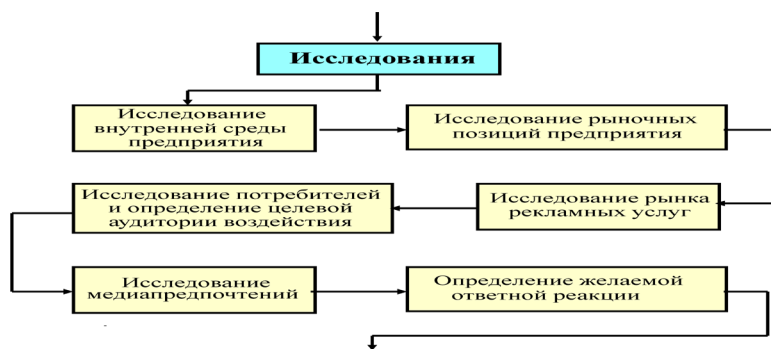 Исследования
Исследование
внутренней среды
предприятия
Исследование рыночных
позиций предприятия
Исследование рынка
рекламных услуг
Исследование потребителей
и определение целевой
аудитории воздействия
Исследование
медиапредпочтений
Определение желаемой
ответной реакции